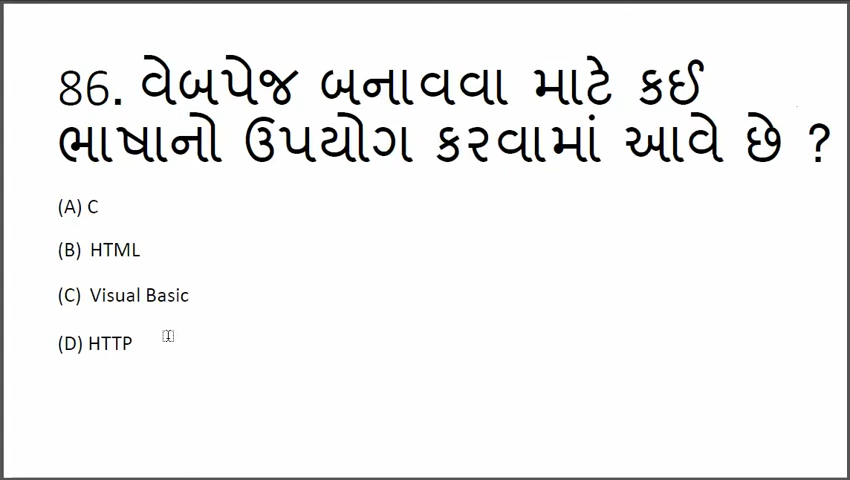 86. વેબપેજ બનાવવા માટે કઈ
ભાષાનો ઉપયોગ કરવામાં આવે છે ?
(A) C
(B) HTML
(C) Visual Basic
(D) HTTP